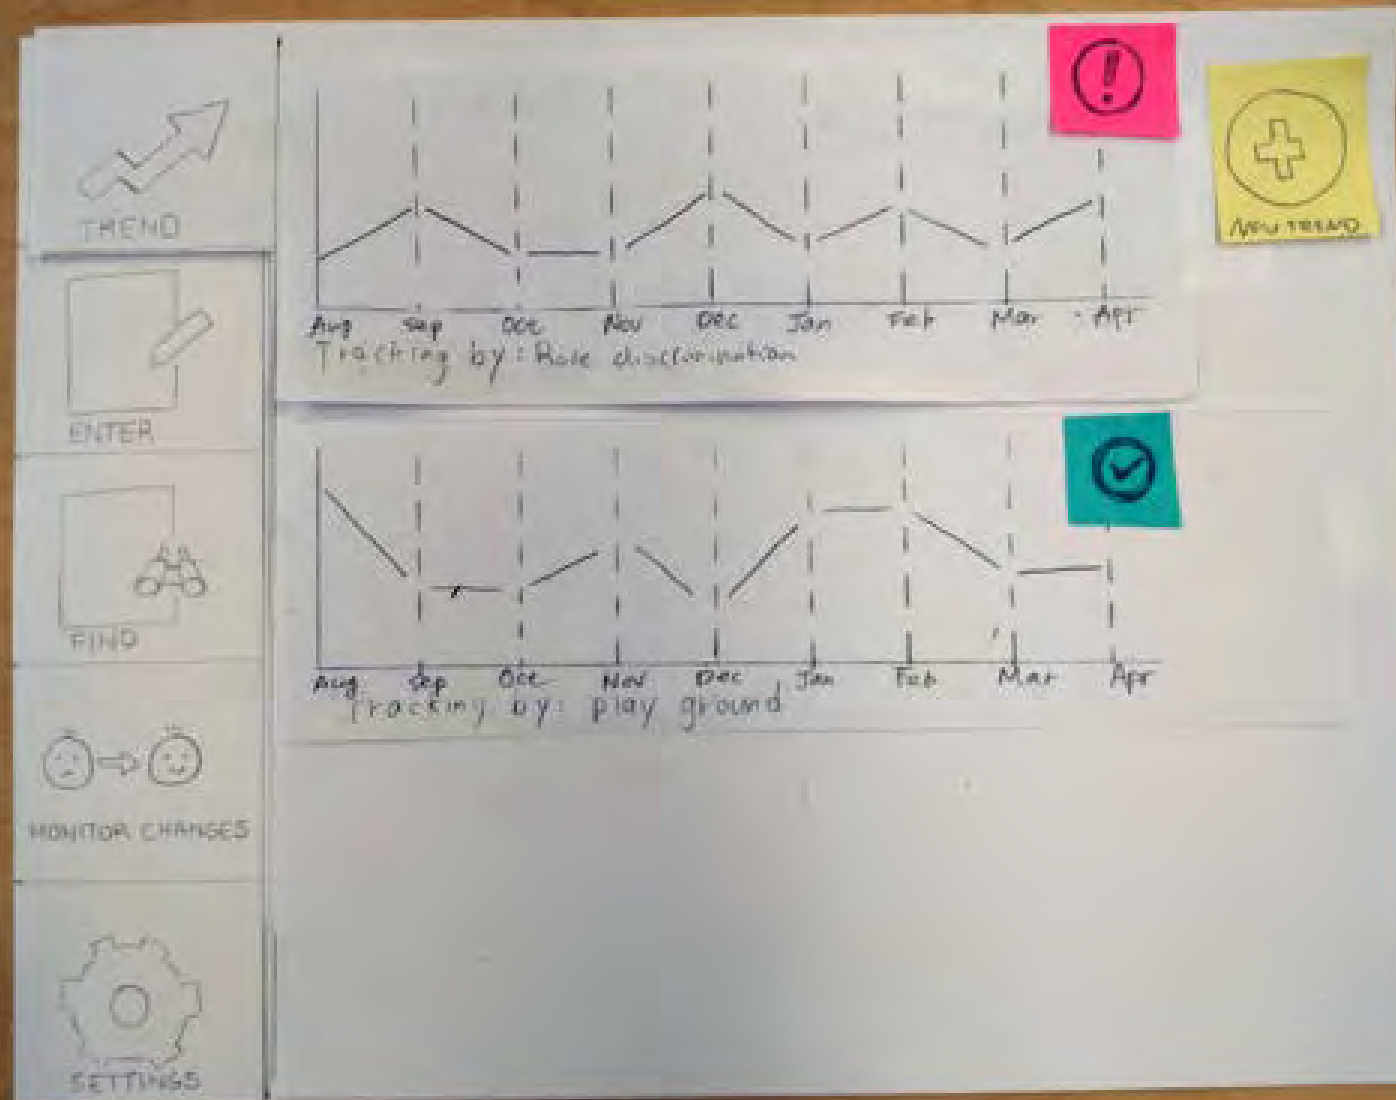 TREND
ENTER
FIND
MONITOR CHANGES
SETTINGS
!
NEW TREND
Aug Sep Oct Nov Dec Jan Feb Mar Apr
Tracking by: discrimination
Aug Sep Oct Nov Dec Jan Feb Mar Apr
Tracking by: play ground